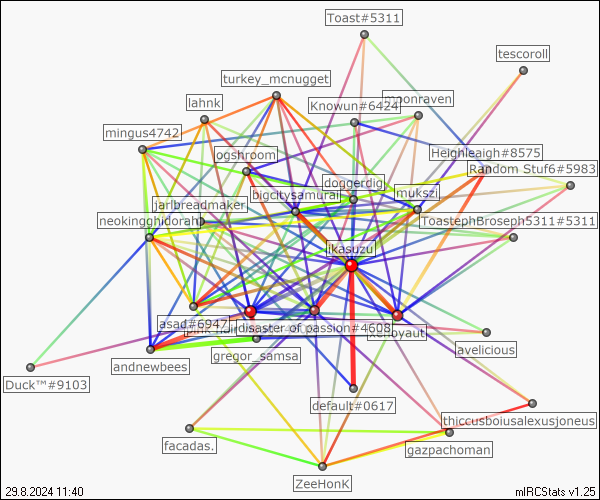 Toast#5311
tescoroll
turkey_mcnugget
lahnk
Knowun#6424
moonraven
mingus4742
ogshroom
Heighleaigh#8575
Random Stuf6#5983
doggerdig
bigcitysamurai
mukszi
jarlbreadmaker
neokingghidorah
ToastephBroseph5311#5311
ikasuzu
asad#6947
disaster of passion#4608
xenoyaut
gregor_samsa
avelicious
andnewbees
Duck™#9103
default#0617
thiccusboiusalexusjoneus
facadas.
gazpachoman
ZeeHonK
29.8.2024 11:40
mIRCStats v1.25